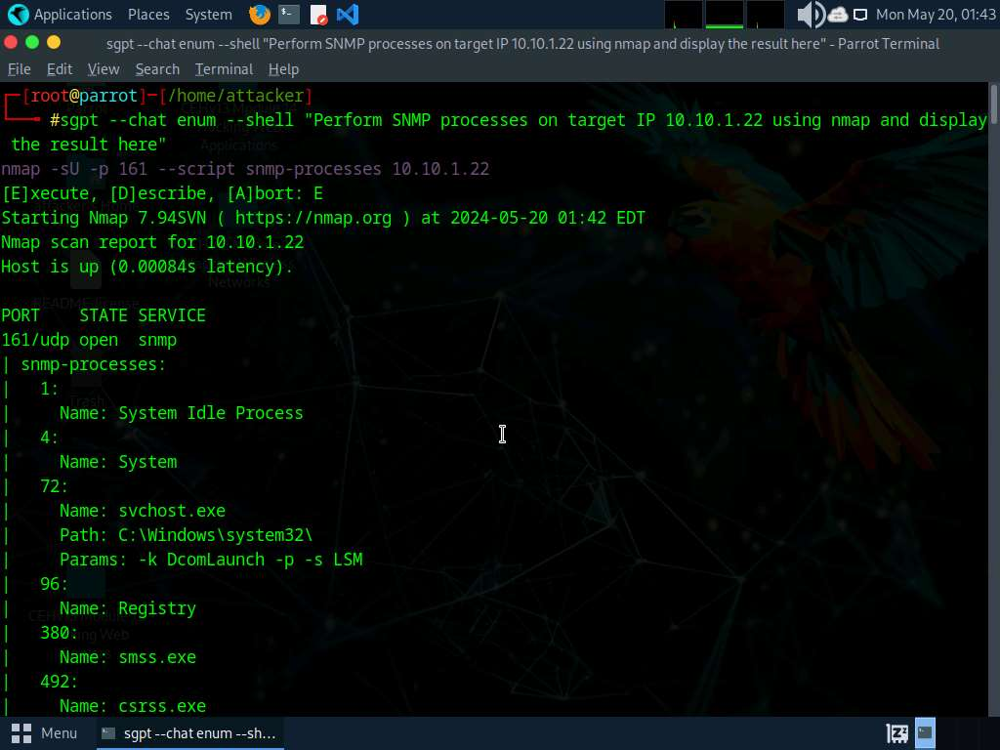 Applications Places System
Mon May 20, 01:43
sgpt --chat enum --shell "Perform SNMP processes on target IP 10.10.1.22 using nmap and display the result here" - Parrot Terminal
File Edit View Search Terminal Help
[root@parrot]─[/home/attacker]
#sgpt --chat enum --shell "Perform SNMP processes on target IP 10.10.1.22 using nmap and display
the result here"
nmap -sU -p 161 --script snmp-processes 10.10.1.22
[E]xecute, [D]escribe, [A]bort: E
Starting Nmap 7.94SVN ( https://nmap.org ) at 2024-05-20 01:42 EDT
Nmap scan report for 10.10.1.22
Host is up (0.00084s latency).
PORT    STATE SERVICE
161/udp open  snmp
| snmp-processes:
|   1:
|     Name: System Idle Process
|   4:
|     Name: System
|   72:
|     Name: svchost.exe
|     Path: C:\Windows\system32\
|     Params: -k DcomLaunch -p -s LSM
|   96:
|     Name: Registry
|   380:
|     Name: smss.exe
|   492:
|     Name: csrss.exe
Menu
sgpt --chat enum --sh...